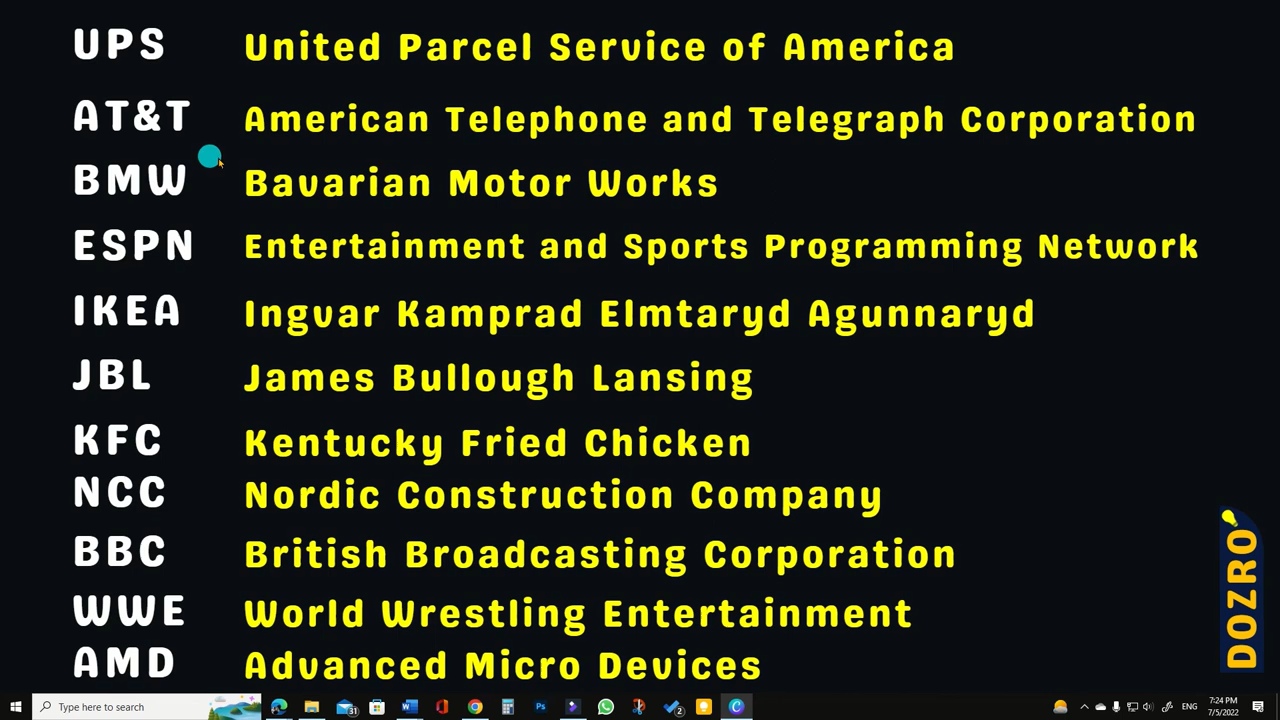 UPS United Parcel Service of America
AT&T American Telephone and Telegraph Corporation
BMW Bavarian Motor Works
ESPN Entertainment and Sports Programming Network
IKEA Ingvar Kamprad Elmtaryd Agunnaryd
JBL James Bullough Lansing
KFC Kentucky Fried Chicken
NCC Nordic Construction Company
BBC British Broadcasting Corporation
WWE World Wrestling Entertainment
AMD Advanced Micro Devices
DOZRO
Type here to search
31
2
ENG
7:24 PM
7/5/2022